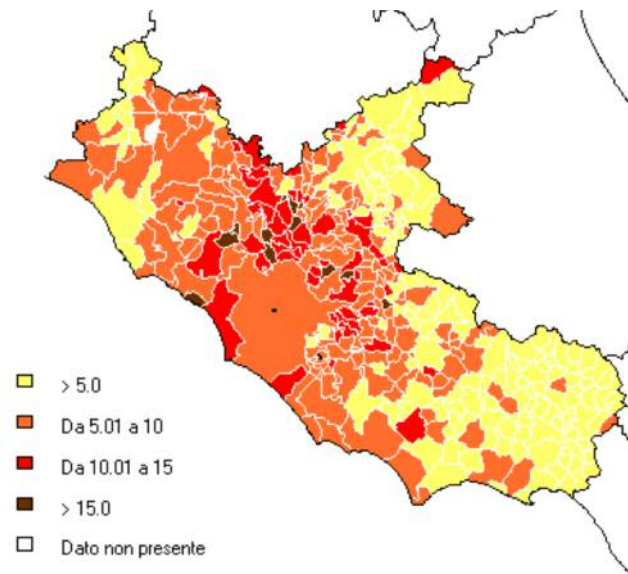 > 5.0
Da 5.01 a 10
Da 10.01 a 15
> 15.0
Dato non presente